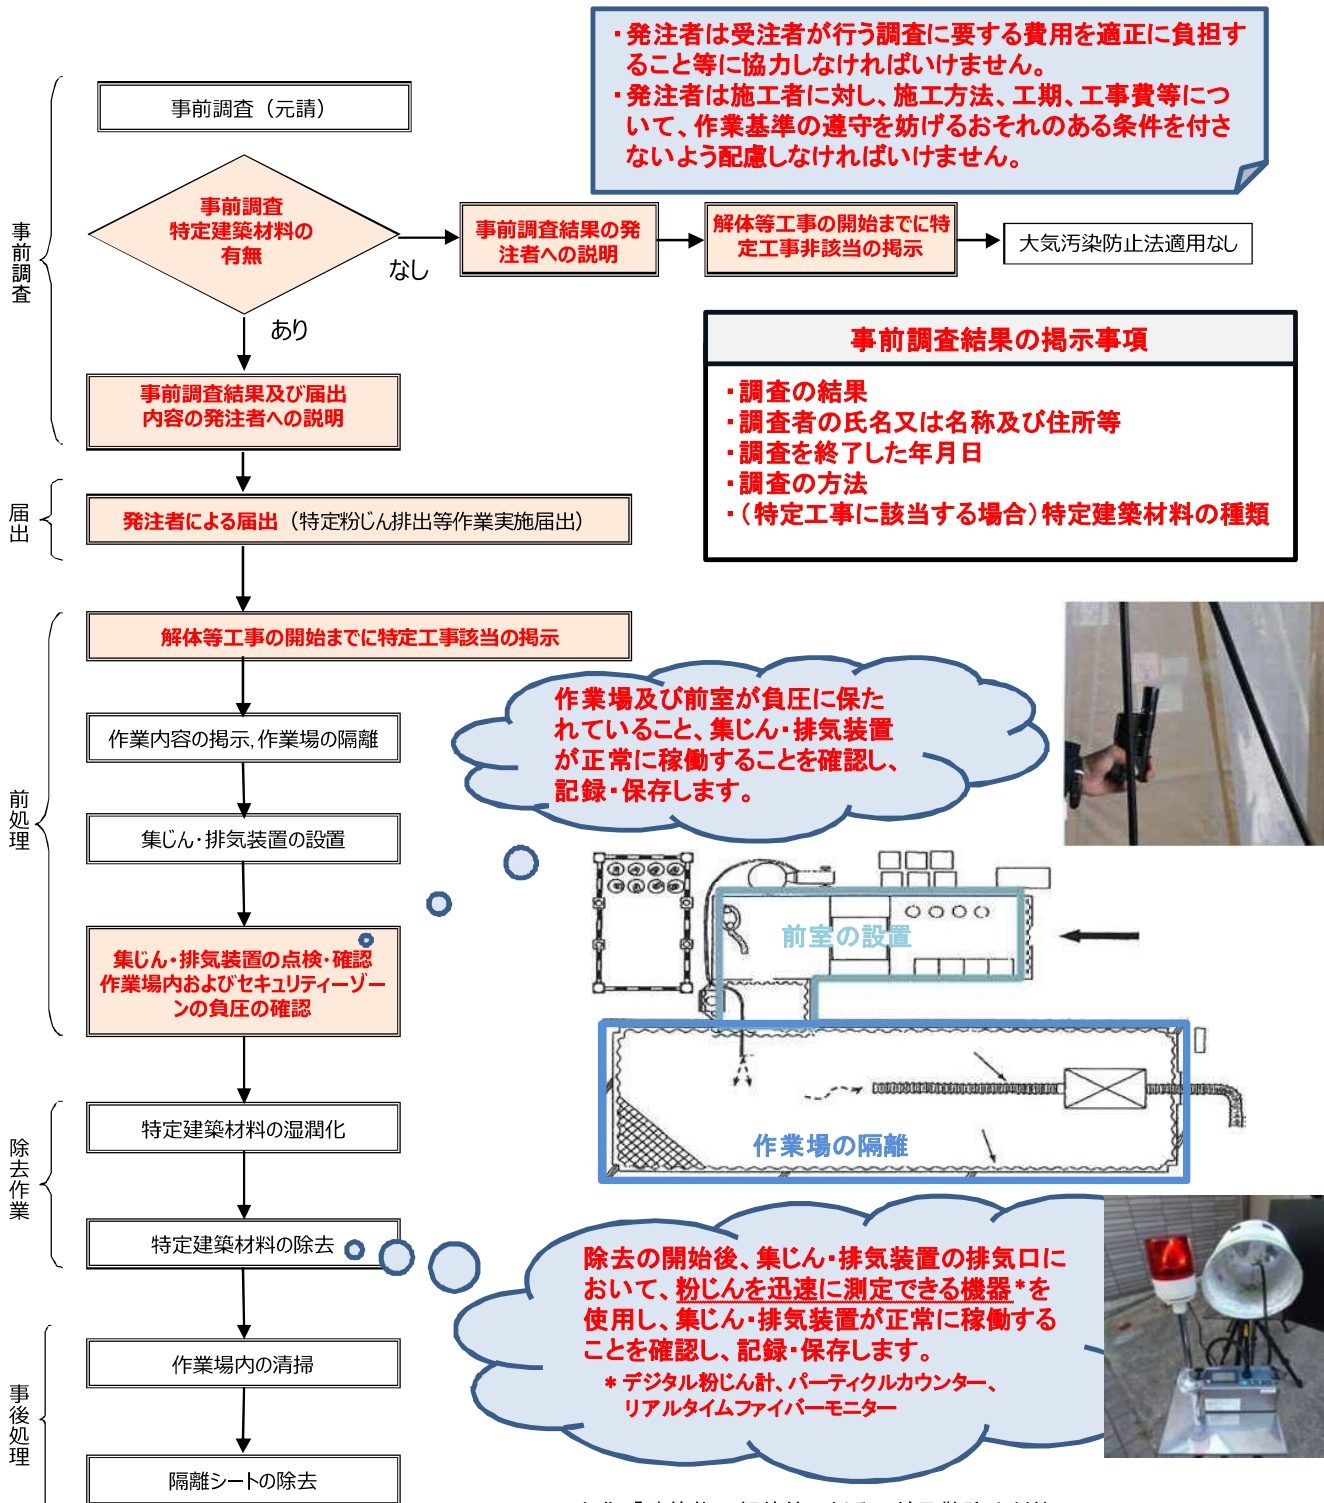 ・発注者は受注者が行う調査に要する費用を適正に負担す
ること等に協力しなければいけません。
・発注者は施工者に対し、施工方法、工期、工事費等につ
いて、作業基準の遵守を妨げるおそれのある条件を付さ
ないよう配慮しなければいけません。
事前調査
事前調査（元請）
事前調査
特定建築材料の
有無
なし
事前調査結果の発
注者への説明
解体等工事の開始までに特
定工事非該当の掲示
大気汚染防止法適用なし
あり
事前調査結果及び届出
内容の発注者への説明
事前調査結果の掲示事項
・調査の結果
・調査者の氏名又は名称及び住所等
・調査を終了した年月日
・調査の方法
・（特定工事に該当する場合）特定建築材料の種類
届出
発注者による届出（特定粉じん排出等作業実施届出）
前処理
解体等工事の開始までに特定工事該当の掲示
作業内容の掲示,作業場の隔離
集じん・排気装置の設置
集じん・排気装置の点検・確認
作業場内およびセキュリティーゾー
ンの負圧の確認
作業場及び前室が負圧に保た
れていること、集じん・排気装置
が正常に稼働することを確認し、
記録・保存します。
前室の設置
作業場の隔離
除去作業
特定建築材料の湿潤化
特定建築材料の除去
除去の開始後、集じん・排気装置の排気口に
おいて、粉じんを迅速に測定できる機器*を
使用し、集じん・排気装置が正常に稼働する
ことを確認し、記録・保存します。
*デジタル粉じん計、パーティクルカウンター、
リアルタイムファイバーモニター
事後処理
作業場内の清掃
隔離シートの除去